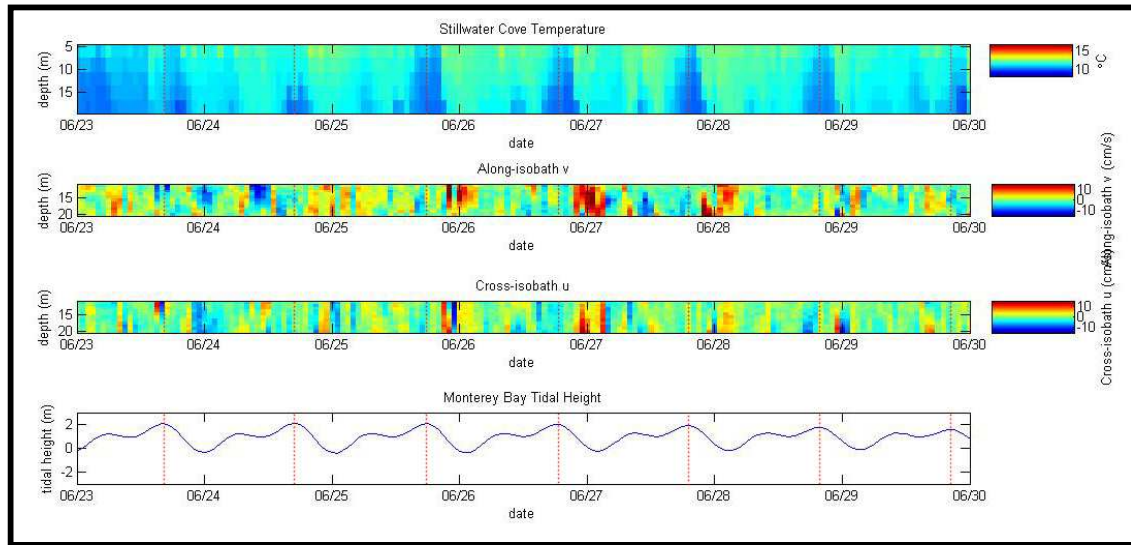 Stillwater Cove Temperature
5
10
15
depth (m)
06/23 06/24 06/25 06/26 06/27 06/28 06/29 06/30
date
15
10
°C
Along-isobath v
15
20
depth (m)
06/23 06/24 06/25 06/26 06/27 06/28 06/29 06/30
date
10
0
-10
Along-isobath v (cm/s)
Cross-isobath u
15
20
depth (m)
06/23 06/24 06/25 06/26 06/27 06/28 06/29 06/30
date
10
0
-10
Cross-isobath u (cm/s)
Monterey Bay Tidal Height
2
0
-2
tidal height (m)
06/23 06/24 06/25 06/26 06/27 06/28 06/29 06/30
date